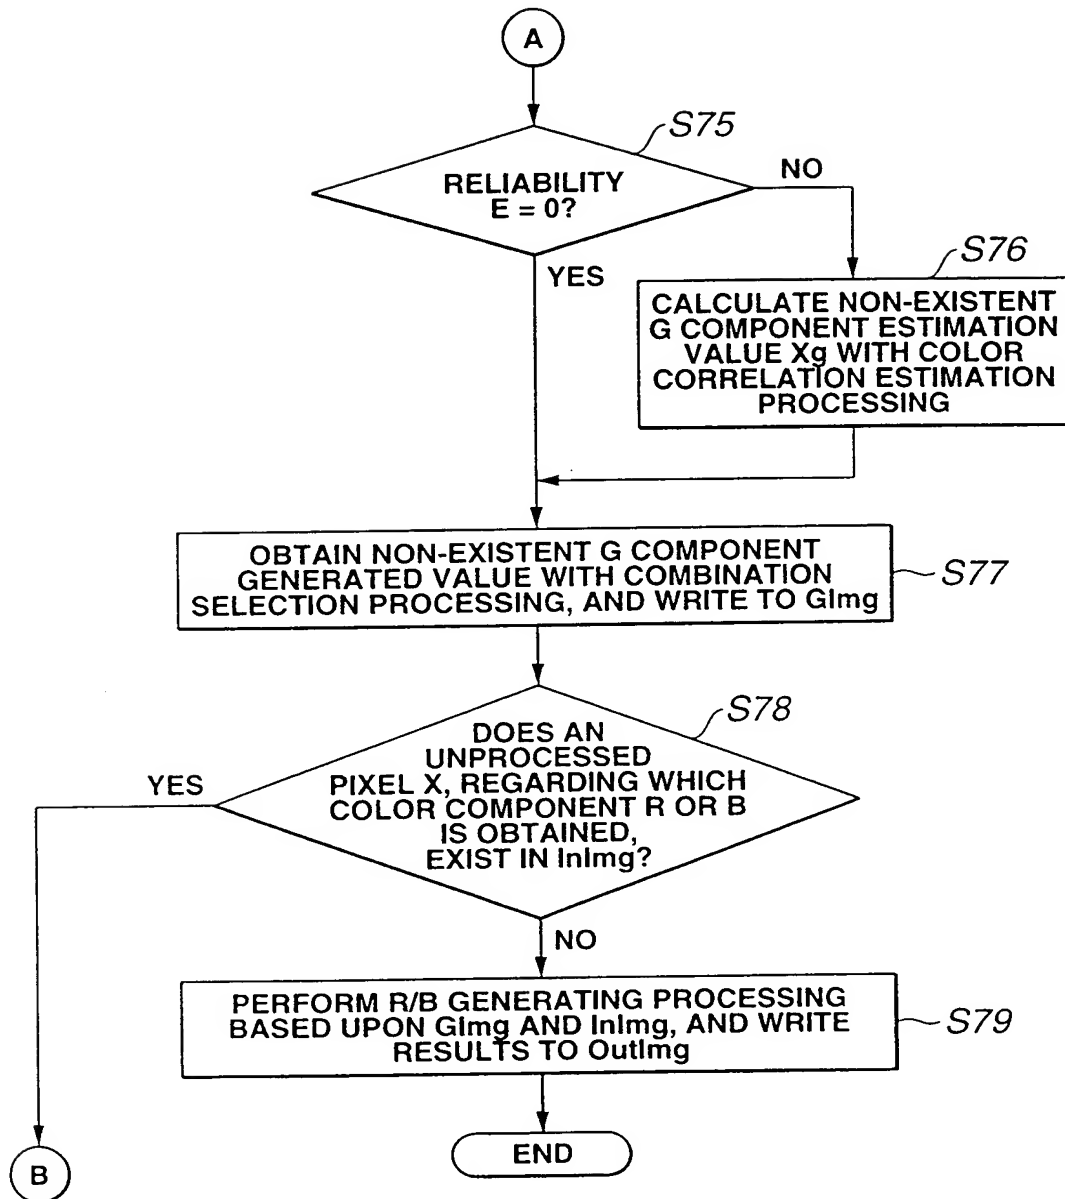 A
S75
RELIABILITY
E = 0?
NO
YES
S76
CALCULATE NON-EXISTENT
G COMPONENT ESTIMATION
VALUE Xg WITH COLOR
CORRELATION ESTIMATION
PROCESSING
OBTAIN NON-EXISTENT G COMPONENT
GENERATED VALUE WITH COMBINATION
SELECTION PROCESSING, AND WRITE TO GImg
S77
S78
DOES AN
UNPROCESSED
PIXEL X, REGARDING WHICH
COLOR COMPONENT R OR B
IS OBTAINED,
EXIST IN InImg?
YES
NO
PERFORM R/B GENERATING PROCESSING
BASED UPON GImg AND InImg, AND WRITE
RESULTS TO OutImg
S79
END
B